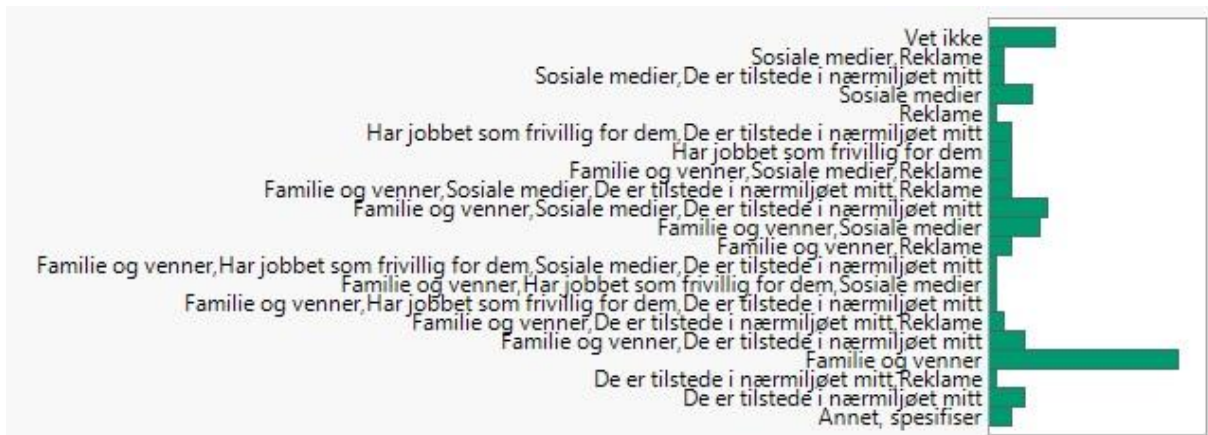 Vet ikke
Sosiale medier,Reklame
Sosiale medier,De er tilstede i nærmiljøet mitt
Sosiale medier
Reklame
Har jobbet som frivillig for dem,De er tilstede i nærmiljøet mitt
Har jobbet som frivillig for dem
Familie og venner,Sosiale medier,Reklame
Familie og venner,Sosiale medier,De er tilstede i nærmiljøet mitt,Reklame
Familie og venner,Sosiale medier,De er tilstede i nærmiljøet mitt
Familie og venner,Sosiale medier
Familie og venner,Reklame
Familie og venner,Har jobbet som frivillig for dem,Sosiale medier,De er tilstede i nærmiljøet mitt
Familie og venner,Har jobbet som frivillig for dem,Sosiale medier
Familie og venner,Har jobbet som frivillig for dem,De er tilstede i nærmiljøet mitt
Familie og venner,De er tilstede i nærmiljøet mitt,Reklame
Familie og venner,De er tilstede i nærmiljøet mitt
Familie og venner
De er tilstede i nærmiljøet mitt,Reklame
De er tilstede i nærmiljøet mitt
Annet, spesifiser